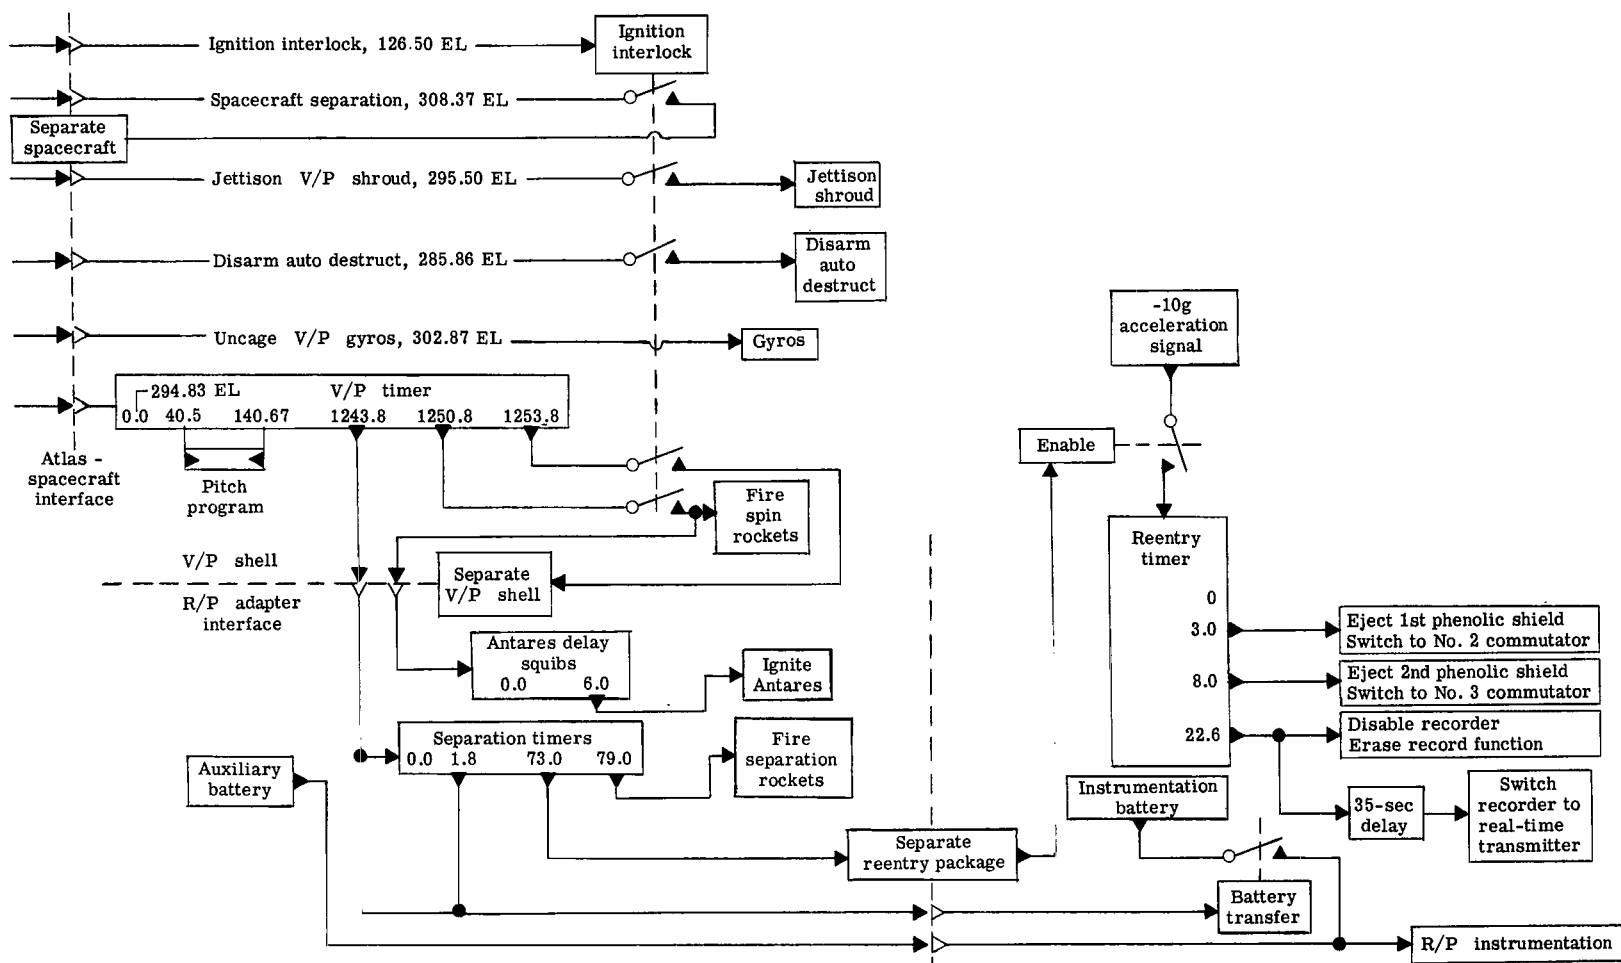 Ignition interlock, 126.50 EL
Ignition
interlock
Spacecraft separation, 308.37 EL
Separate
spacecraft
Jettison V/P shroud, 295.50 EL
Jettison
shroud
Disarm auto destruct, 285.86 EL
Disarm
auto
destruct
Uncage V/P gyros, 302.87 EL
Gyros
294.83 EL V/P timer
0.0 40.5 140.67 1243.8 1250.8 1253.8
Atlas -
spacecraft
interface
Pitch
program
Fire
spin
rockets
V/P shell
R/P adapter
interface
Separate
V/P shell
Antares delay
squibs
0.0 6.0
Ignite
Antares
Separation timers
0.0 1.8 73.0 79.0
Fire
separation
rockets
Auxiliary
battery
Separate
reentry package
-10g
acceleration
signal
Enable
Reentry
timer
0
3.0
8.0
22.6
Eject 1st phenolic shield
Switch to No. 2 commutator
Eject 2nd phenolic shield
Switch to No. 3 commutator
Disable recorder
Erase record function
Instrumentation
battery
35-sec
delay
Switch
recorder to
real-time
transmitter
Battery
transfer
R/P instrumentation